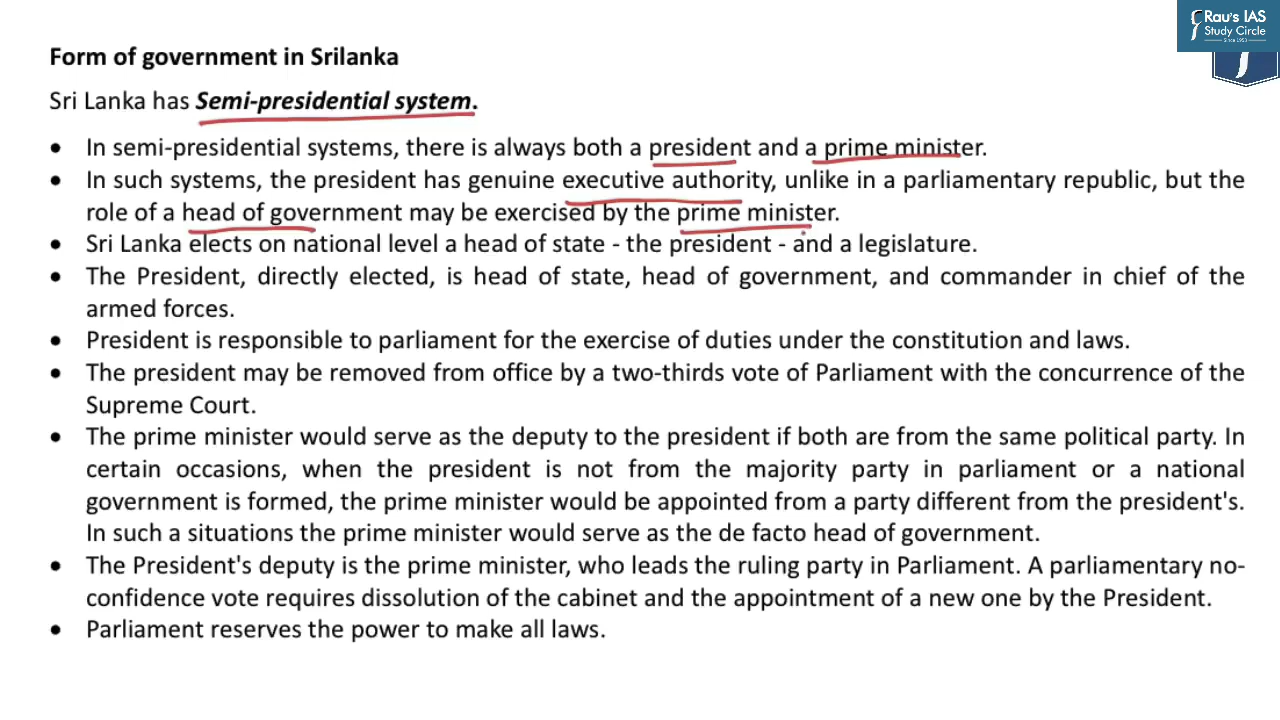 Rau's IAS
Study Circle
Since 1953
Form of government in Srilanka
Sri Lanka has Semi-presidential system.
• In semi-presidential systems, there is always both a president and a prime minister.
• In such systems, the president has genuine executive authority, unlike in a parliamentary republic, but the
role of a head of government may be exercised by the prime minister.
• Sri Lanka elects on national level a head of state - the president - and a legislature.
• The President, directly elected, is head of state, head of government, and commander in chief of the
armed forces.
• President is responsible to parliament for the exercise of duties under the constitution and laws.
• The president may be removed from office by a two-thirds vote of Parliament with the concurrence of the
Supreme Court.
• The prime minister would serve as the deputy to the president if both are from the same political party. In
certain occasions, when the president is not from the majority party in parliament or a national
government is formed, the prime minister would be appointed from a party different from the president's.
In such a situations the prime minister would serve as the de facto head of government.
• The President's deputy is the prime minister, who leads the ruling party in Parliament. A parliamentary no-
confidence vote requires dissolution of the cabinet and the appointment of a new one by the President.
• Parliament reserves the power to make all laws.